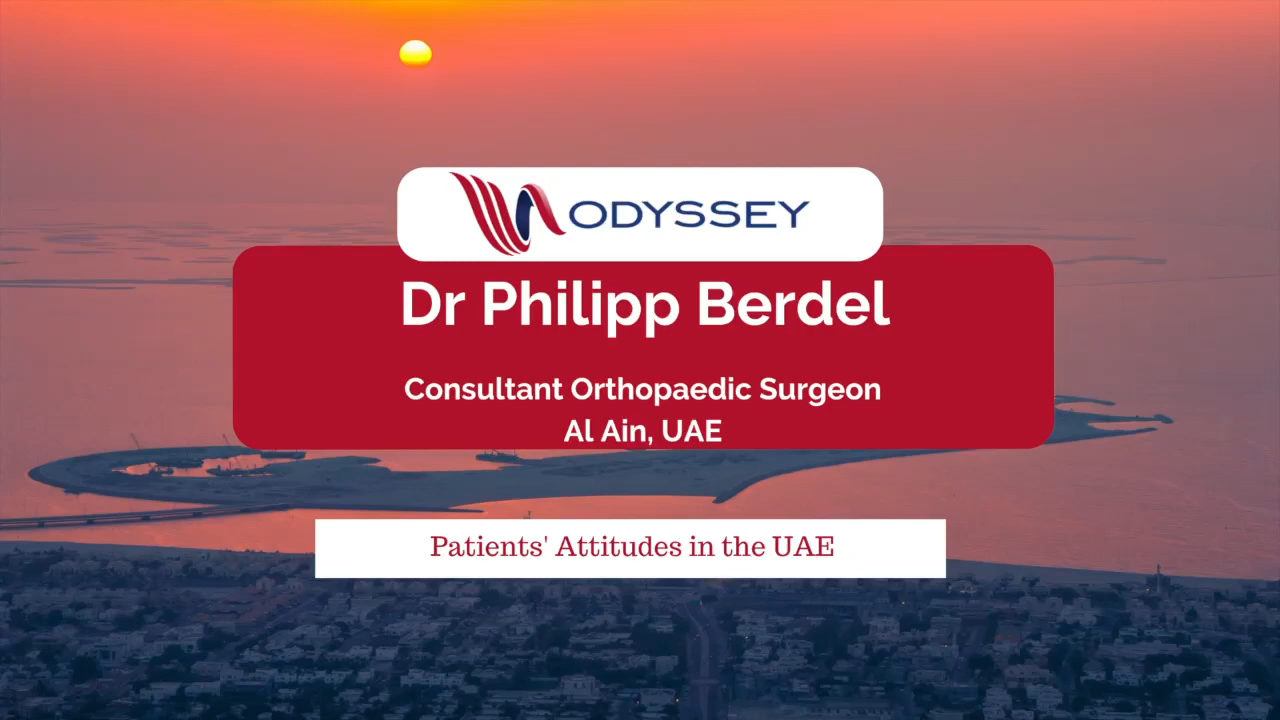 ODYSSEY
Dr Philipp Berdel
Consultant Orthopaedic Surgeon
Al Ain, UAE
Patients' Attitudes in the UAE